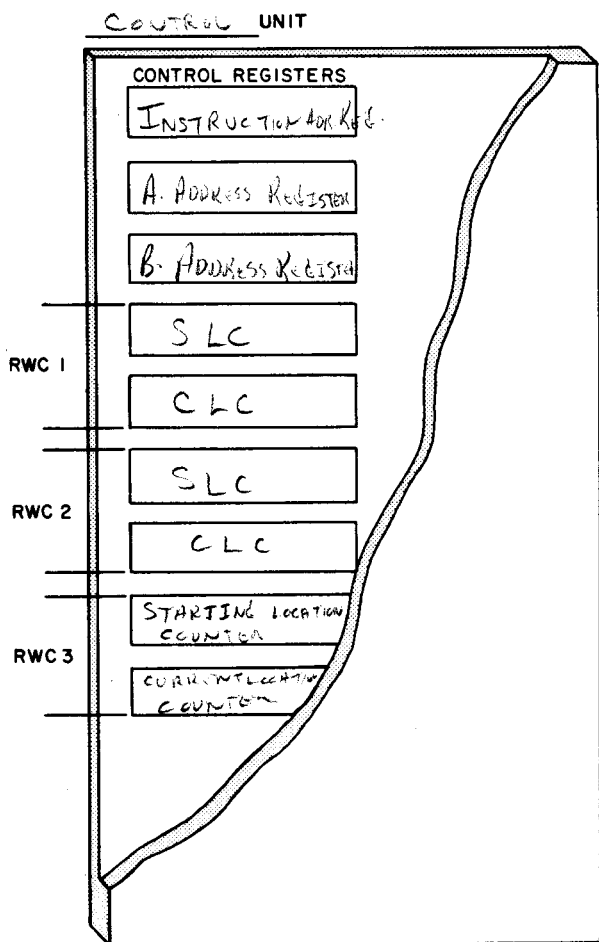 CONTROL UNIT
CONTROL REGISTERS
INSTRUCTION ADR REG.
A. ADDRESS REGISTER
B. ADDRESS REGISTER
RWC 1
SLC
CLC
RWC 2
SLC
CLC
RWC 3
STARTING LOCATION
COUNTER
CURRENT LOCATION
COUNTER